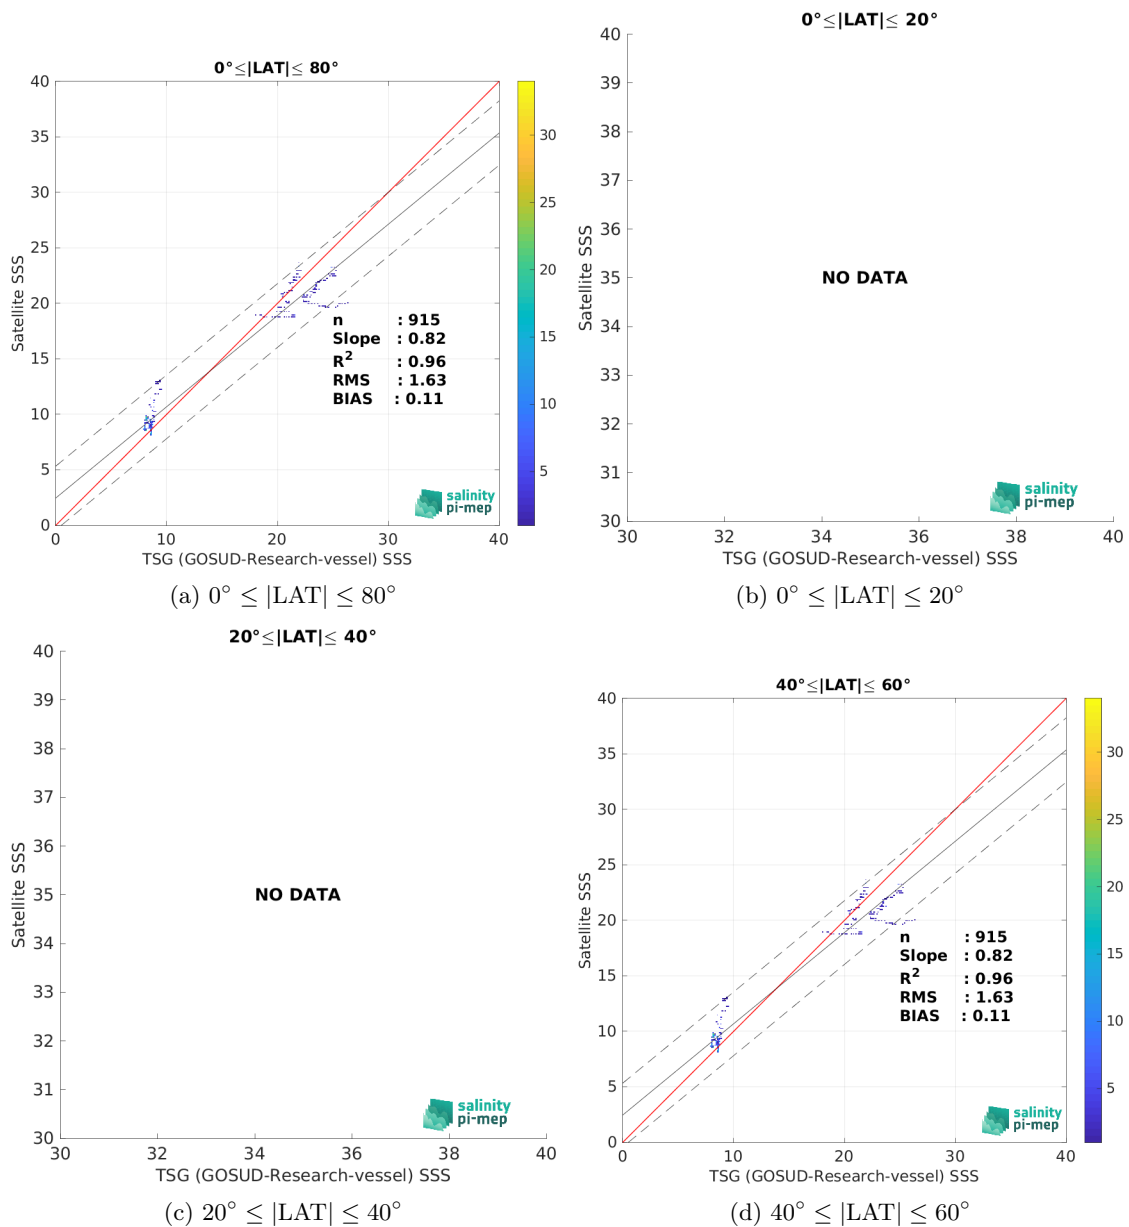 0°≤|LAT|≤ 80°
40
35
30
25
20
15
10
5
0
Satellite SSS
n : 915
Slope : 0.82
R² : 0.96
RMS : 1.63
BIAS : 0.11
salinity
pi-mep
0 10 20 30 40
TSG (GOSUD-Research-vessel) SSS
30
25
20
15
10
5
(a) 0° ≤ |LAT| ≤ 80°
0°≤|LAT|≤ 20°
40
39
38
37
36
35
34
33
32
31
30
Satellite SSS
NO DATA
salinity
pi-mep
30 32 34 36 38 40
TSG (GOSUD-Research-vessel) SSS
(b) 0° ≤ |LAT| ≤ 20°
20°≤|LAT|≤ 40°
40
39
38
37
36
35
34
33
32
31
30
Satellite SSS
NO DATA
salinity
pi-mep
30 32 34 36 38 40
TSG (GOSUD-Research-vessel) SSS
(c) 20° ≤ |LAT| ≤ 40°
40°≤|LAT|≤ 60°
40
35
30
25
20
15
10
5
0
Satellite SSS
n : 915
Slope : 0.82
R² : 0.96
RMS : 1.63
BIAS : 0.11
salinity
pi-mep
0 10 20 30 40
TSG (GOSUD-Research-vessel) SSS
30
25
20
15
10
5
(d) 40° ≤ |LAT| ≤ 60°